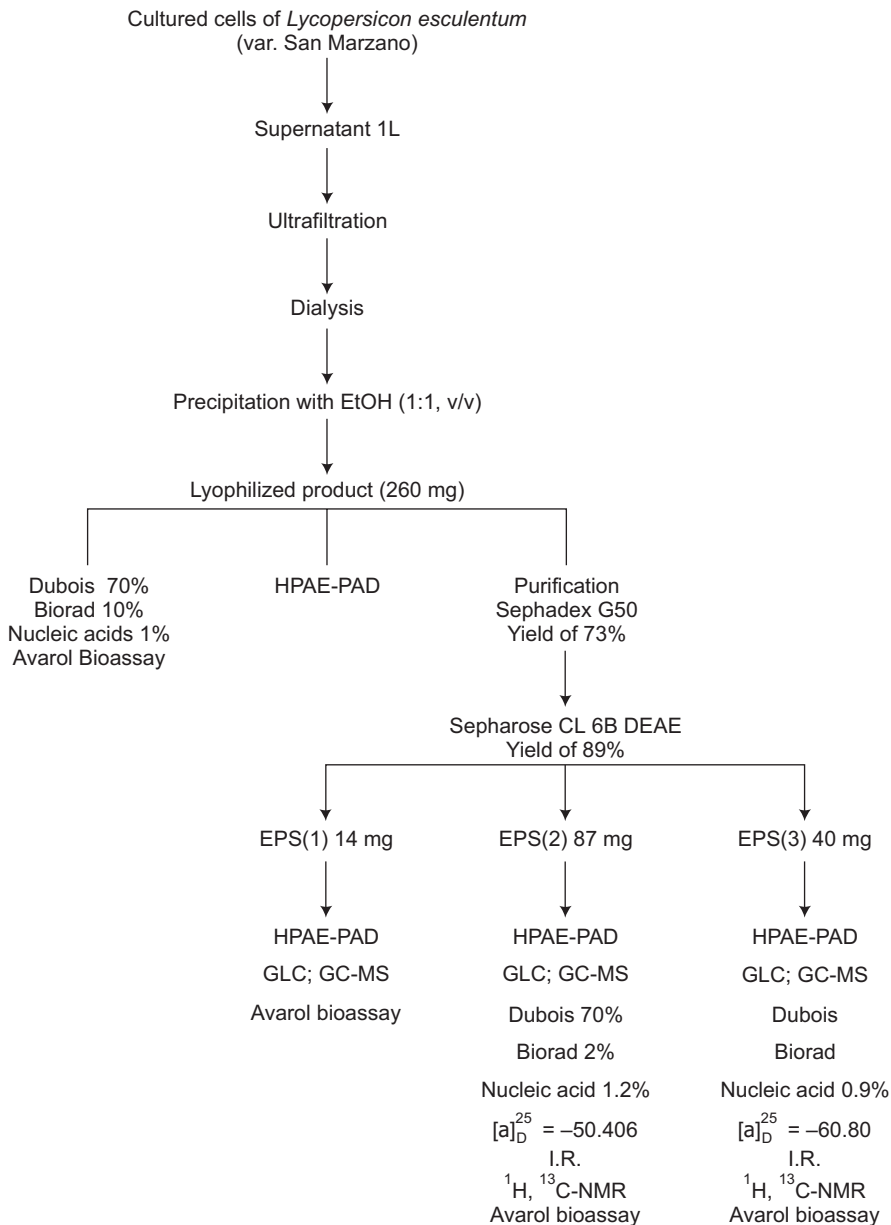 Cultured cells of Lycopersicon esculentum
(var. San Marzano)
Supernatant 1L
Ultrafiltration
Dialysis
Precipitation with EtOH (1:1, v/v)
Lyophilized product (260 mg)
Dubois 70%
Biorad 10%
Nucleic acids 1%
Avarol Bioassay
HPAE-PAD
Purification
Sephadex G50
Yield of 73%
Sepharose CL 6B DEAE
Yield of 89%
EPS(1) 14 mg
HPAE-PAD
GLC; GC-MS
Avarol bioassay
EPS(2) 87 mg
HPAE-PAD
GLC; GC-MS
Dubois 70%
Biorad 2%
Nucleic acid 1.2%
[a]25D = –50.406
I.R.
1H, 13C-NMR
Avarol bioassay
EPS(3) 40 mg
HPAE-PAD
GLC; GC-MS
Dubois
Biorad
Nucleic acid 0.9%
[a]25D = –60.80
I.R.
1H, 13C-NMR
Avarol bioassay